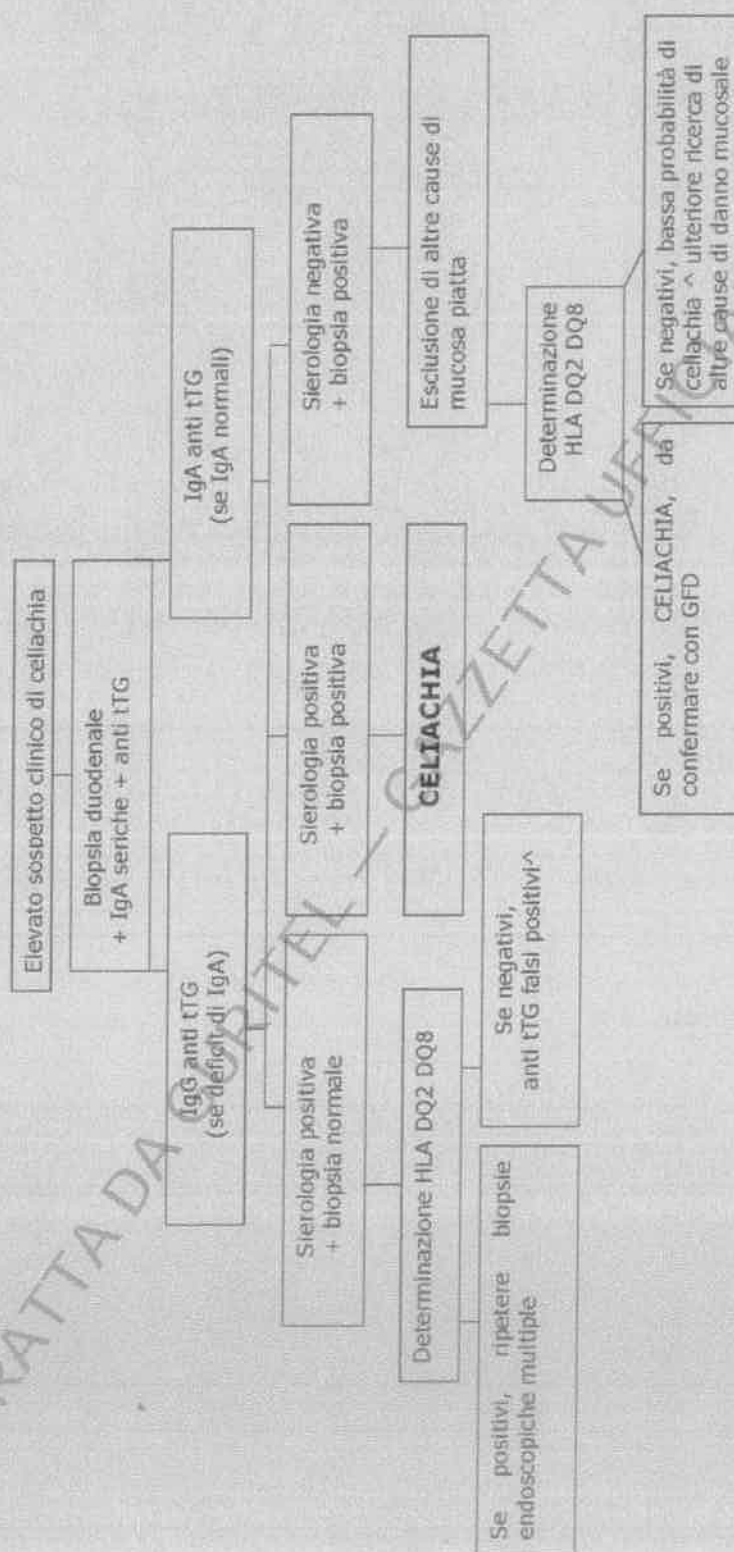 Elevato sospetto clinico di celiachia
Biopsia duodenale
+ IgA seriche + anti tTG
IgG anti tTG
(se deficit di IgA)
IgA anti tTG
(se IgA normali)
Sierologia positiva
+ biopsia normale
Sierologia positiva
+ biopsia positiva
Sierologia negativa
+ biopsia positiva
Determinazione HLA DQ2 DQ8
CELIACHIA
Esclusione di altre cause di
mucosa piatta
Se positivi, ripetere biopsie
endoscopiche multiple
Se negativi,
anti tTG falsi positivi^
Determinazione
HLA DQ2 DQ8
Se positivi, CELIACHIA, da
confermare con GFD
Se negativi, bassa probabilità di
celiachia ^ ulteriore ricerca di
altre cause di danno mucosale
DA GURITEL — GAZZETTA